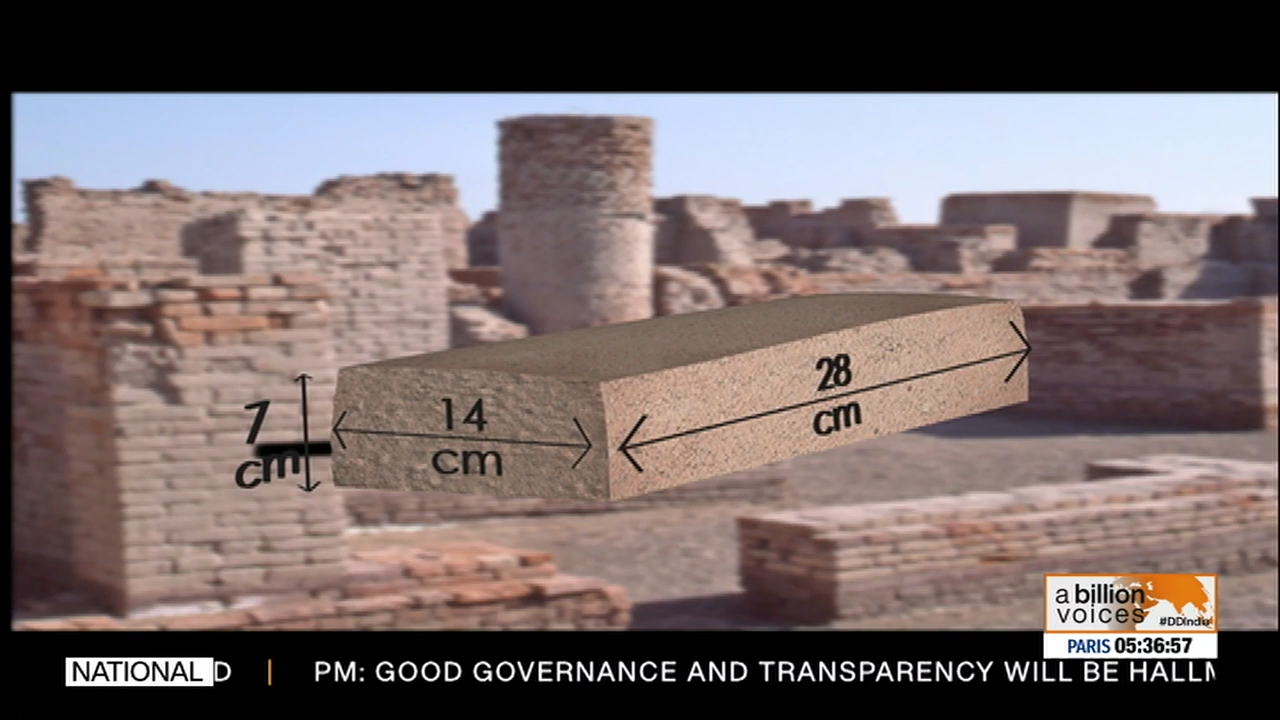 7
cm
14
cm
28
cm
a billion
voices
#DDIndia
PARIS 05:36:57
NATIONAL D | PM: GOOD GOVERNANCE AND TRANSPARENCY WILL BE HALLM